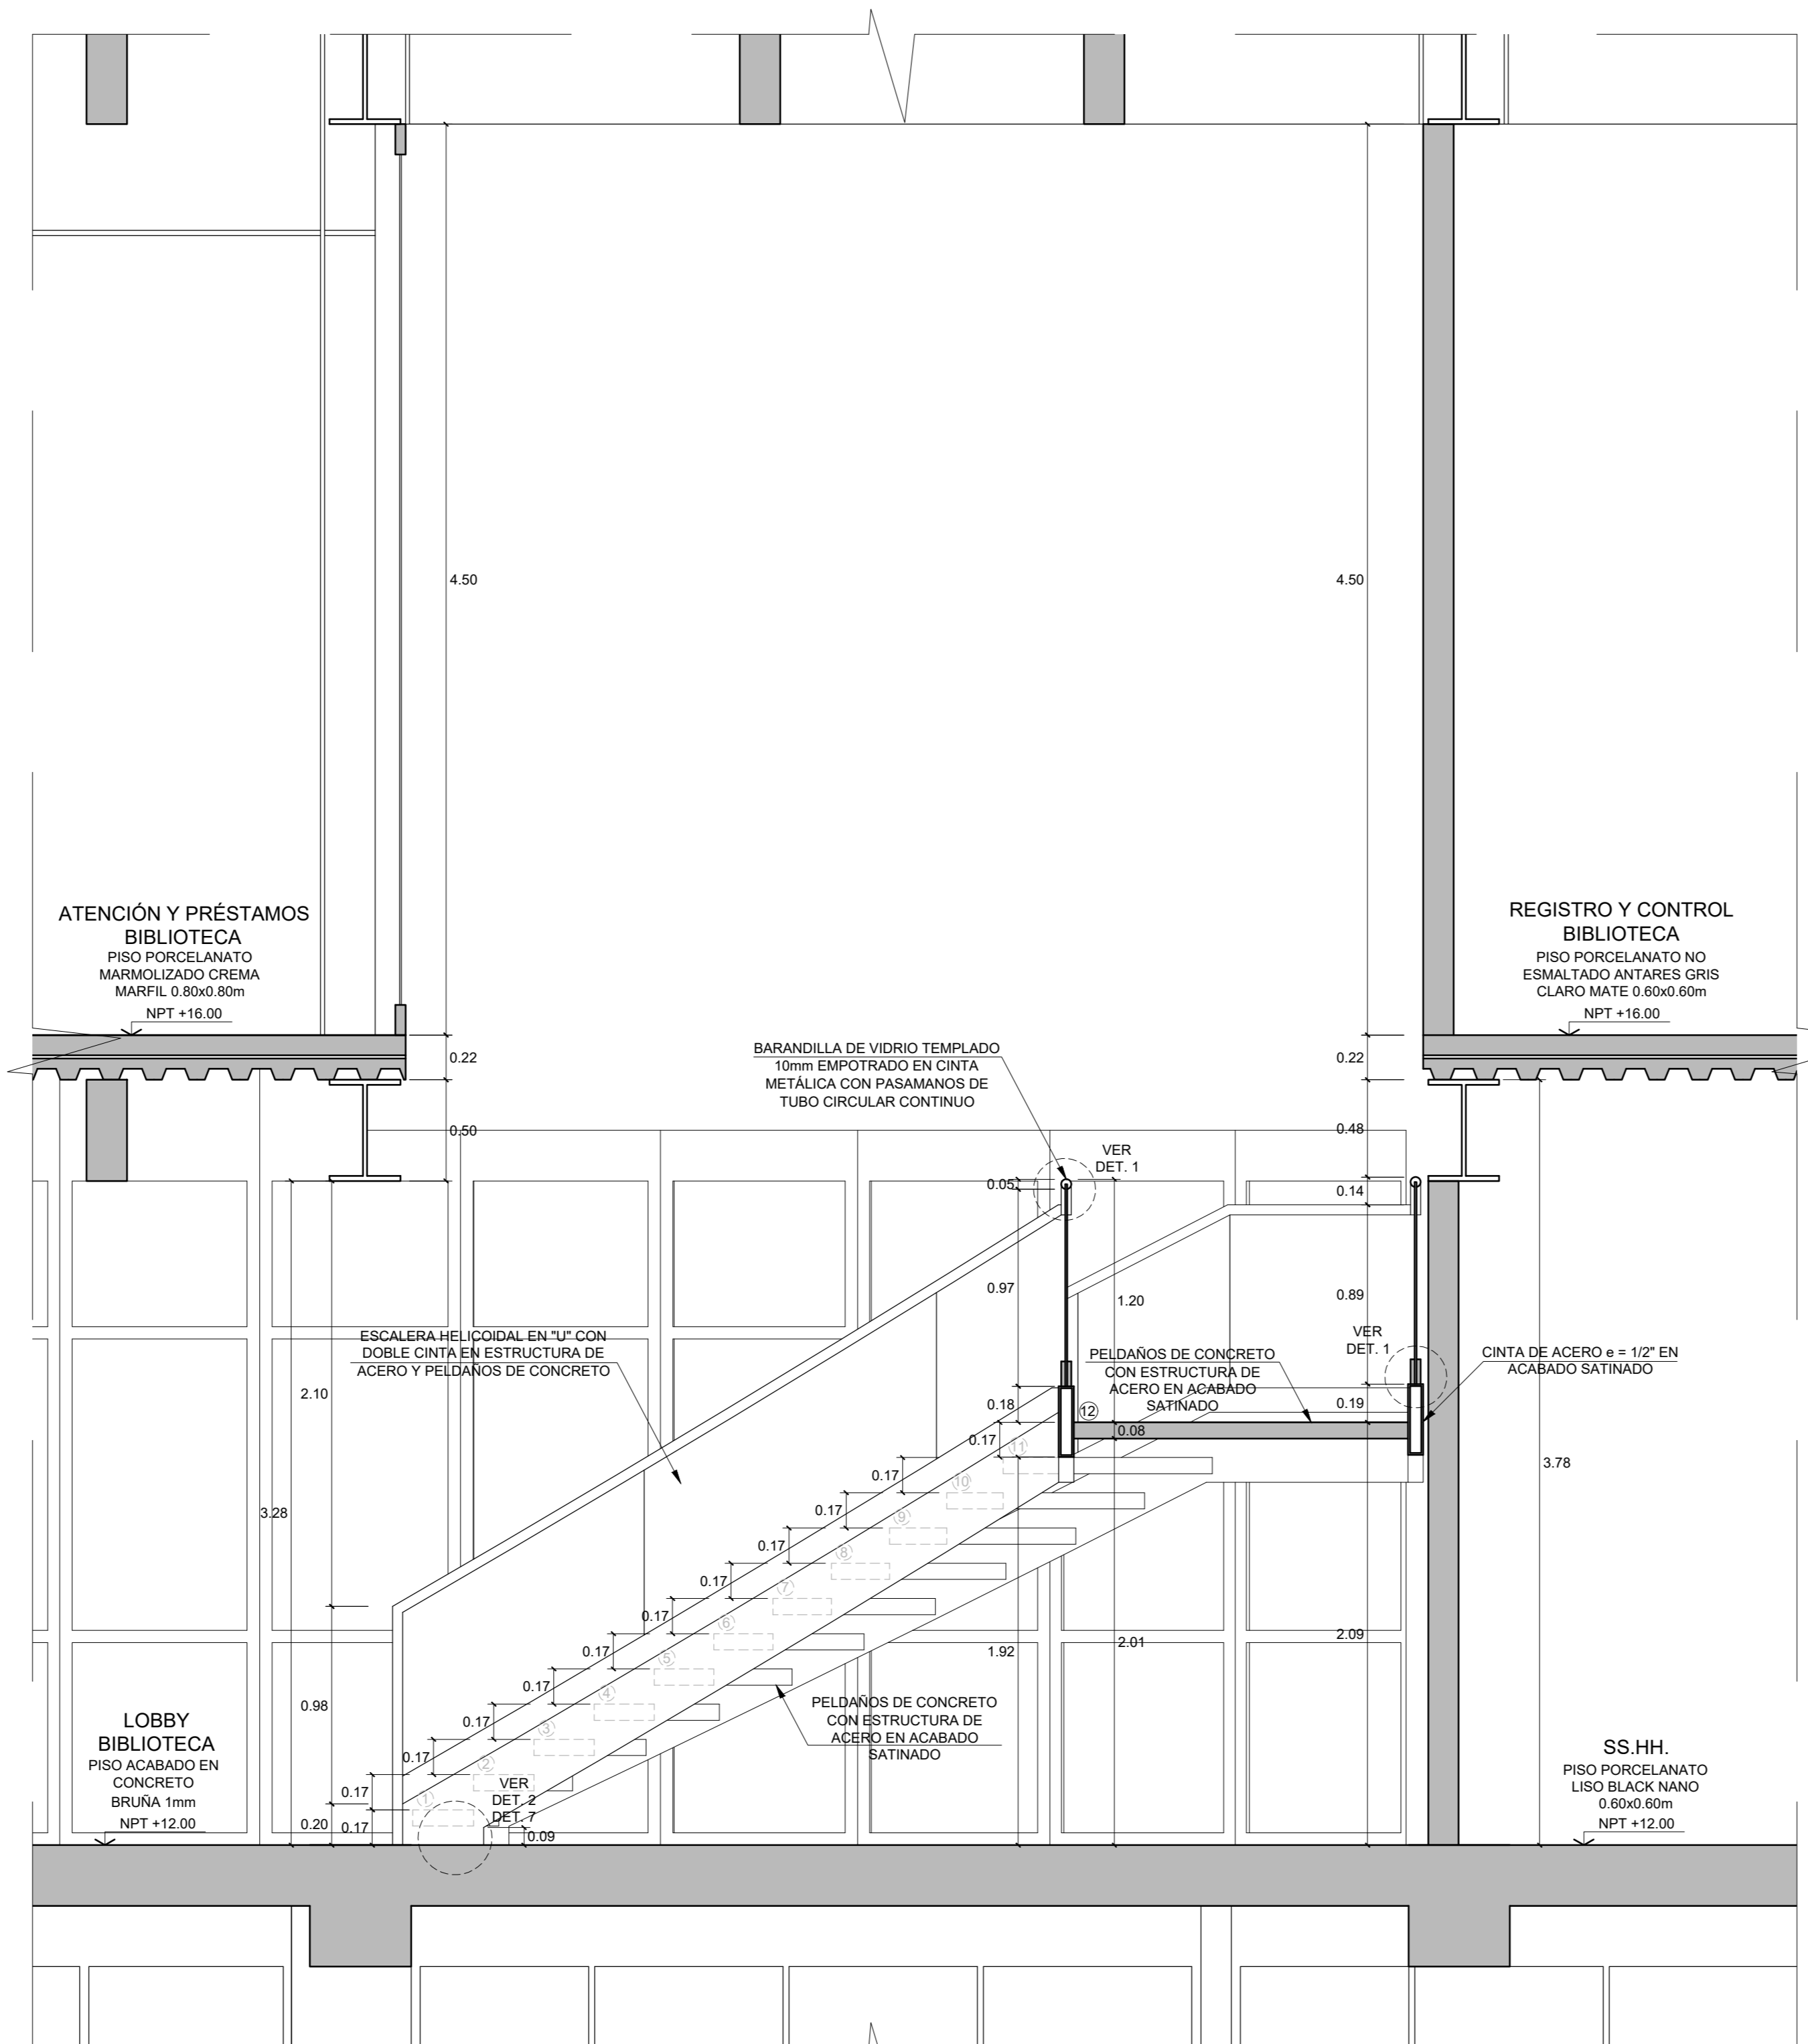 4.50
4.50
ATENCIÓN Y PRÉSTAMOS
BIBLIOTECA
PISO PORCELANATO
MARMOLIZADO CREMA
MARFIL 0.80x0.80m
NPT +16.00
REGISTRO Y CONTROL
BIBLIOTECA
PISO PORCELANATO NO
ESMALTADO ANTARES GRIS
CLARO MATE 0.60x0.60m
NPT +16.00
0.22
0.22
BARANDILLA DE VIDRIO TEMPLADO
10mm EMPOTRADO EN CINTA
METÁLICA CON PASAMANOS DE
TUBO CIRCULAR CONTINUO
0.50
0.48
VER
DET. 1
0.05
0.14
0.97
1.20
0.89
ESCALERA HELICOIDAL EN "U" CON
DOBLE CINTA EN ESTRUCTURA DE
ACERO Y PELDAÑOS DE CONCRETO
VER
DET. 1
PELDAÑOS DE CONCRETO
CON ESTRUCTURA DE
ACERO EN ACABADO
SATINADO
CINTA DE ACERO e = 1/2" EN
ACABADO SATINADO
2.10
0.18
12
0.19
0.08
0.17
11
3.78
0.17
10
3.28
0.17
9
0.17
8
0.17
7
0.17
6
1.92
2.01
2.09
0.17
5
0.17
4
0.98
0.17
3
PELDAÑOS DE CONCRETO
CON ESTRUCTURA DE
ACERO EN ACABADO
SATINADO
0.17
2
0.17
1
LOBBY
BIBLIOTECA
PISO ACABADO EN
CONCRETO
BRUÑA 1mm
NPT +12.00
0.20
0.17
VER
DET. 2
DET. 7
0.09
SS.HH.
PISO PORCELANATO
LISO BLACK NANO
0.60x0.60m
NPT +12.00